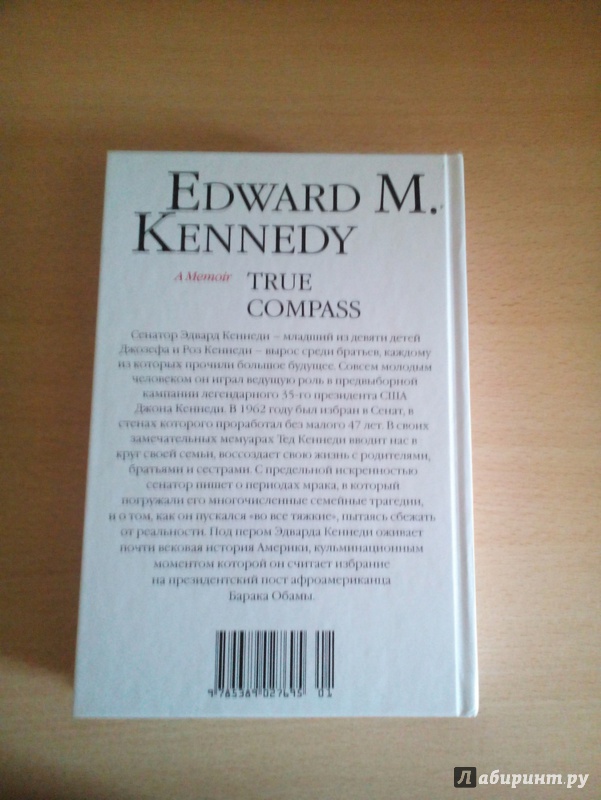 EDWARD M.
KENNEDY
A Memoir TRUE
COMPASS
Сенатор Эдвард Кеннеди – младший из девяти детей
Джозефа и Роз Кеннеди – вырос среди братьев, каждому
из которых прочили большое будущее. Совсем молодым
человеком он играл ведущую роль в предвыборной
кампании легендарного 35-го президента США
Джона Кеннеди. В 1962 году был избран в Сенат, в
стенах которого проработал без малого 47 лет. В своих
замечательных мемуарах Тед Кеннеди вводит нас в
круг своей семьи, воссоздает свою жизнь с родителями,
братьями и сестрами. С предельной искренностью
сенатор пишет о периодах мрака, в который
погружали его многочисленные семейные трагедии,
и о том, как он пускался «во все тяжкие», пытаясь сбежать
от реальности. Под пером Эдварда Кеннеди оживает
почти вековая история Америки, кульминационным
моментом которой он считает избрание
на президентский пост афроамериканца
Барака Обамы.
9 785389 027695 01
Лабиринт.ру